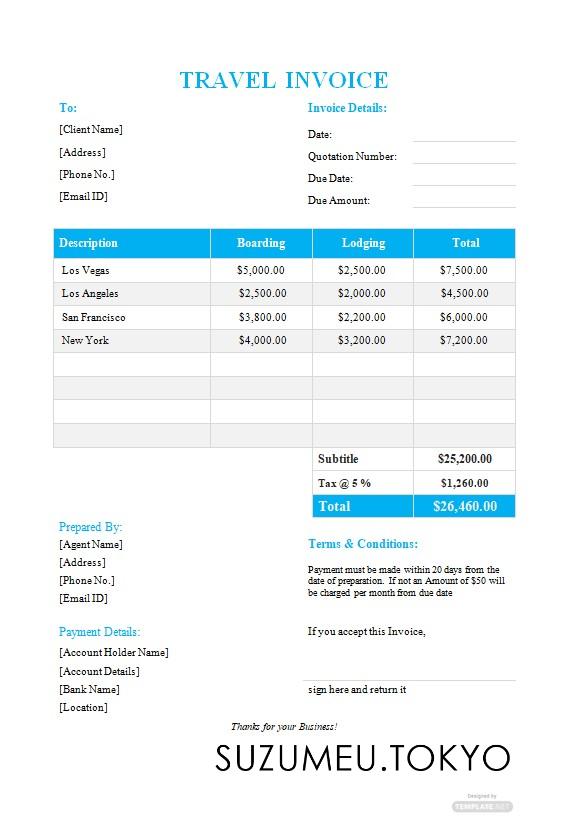 TRAVEL INVOICE
To:
[Client Name]
[Address]
[Phone No.]
[Email ID]
Invoice Details:
Date:
Quotation Number:
Due Date:
Due Amount:
Description Boarding Lodging Total
Los Vegas $5,000.00 $2,500.00 $7,500.00
Los Angeles $2,500.00 $2,000.00 $4,500.00
San Francisco $3,800.00 $2,200.00 $6,000.00
New York $4,000.00 $3,200.00 $7,200.00
Subtitle $25,200.00
Tax @ 5 % $1,260.00
Total $26,460.00
Prepared By:
[Agent Name]
[Address]
[Phone No.]
[Email ID]
Terms & Conditions:
Payment must be made within 20 days from the
date of preparation. If not an Amount of $50 will
be charged per month from due date
Payment Details:
[Account Holder Name]
[Account Details]
[Bank Name]
[Location]
If you accept this Invoice,
sign here and return it
Thanks for your Business!
SUZUMEU.TOKYO
Designed by
TEMPLATE.NET